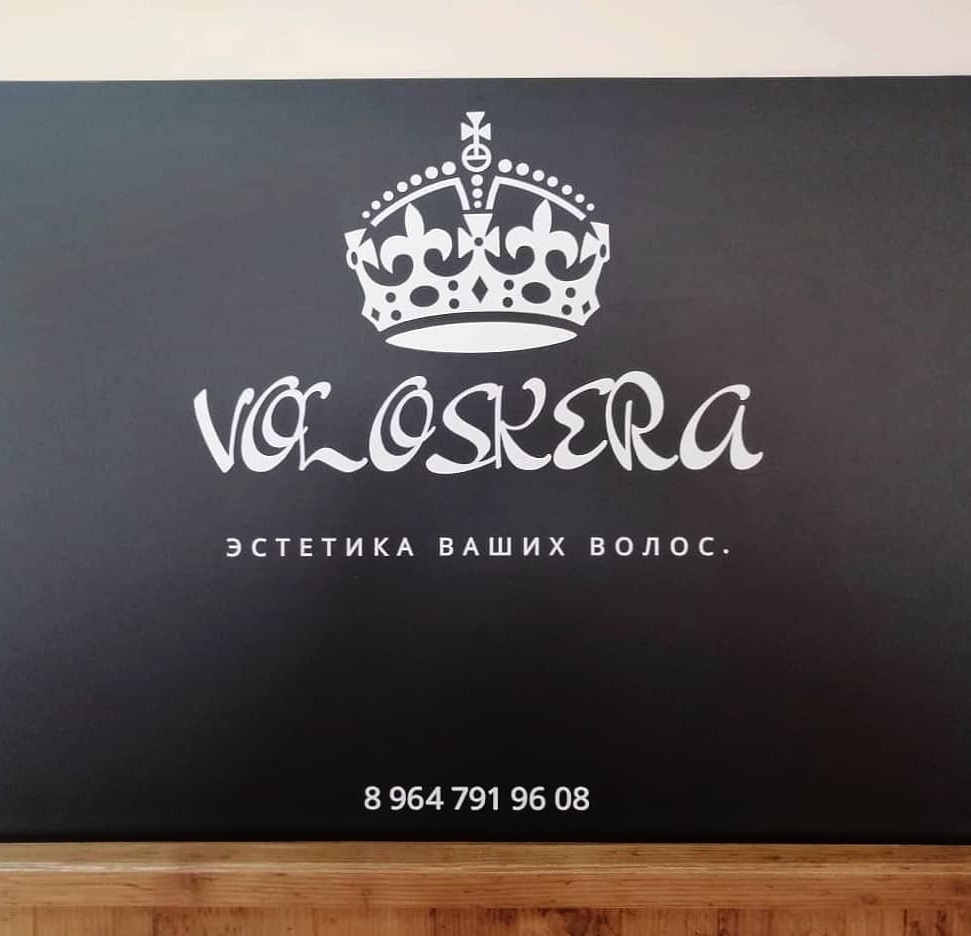 VOLOSKERA
ЭСТЕТИКА ВАШИХ ВОЛОС.
8 964 791 96 08